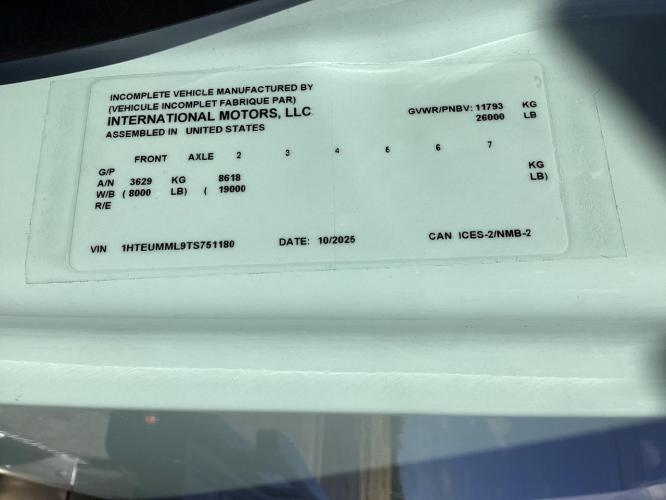 INCOMPLETE VEHICLE MANUFACTURED BY
(VEHICULE INCOMPLET FABRIQUE PAR)
INTERNATIONAL MOTORS, LLC
ASSEMBLED IN UNITED STATES
GVWR/PNBV: 11793 KG
26000 LB
FRONT AXLE 2 3 4 5 6 7
G/P
A/N 3629 KG 8618 KG
W/B ( 8000 LB) ( 19000 LB)
R/E
VIN 1HTEUMML9TS751180 DATE: 10/2025 CAN ICES-2/NMB-2